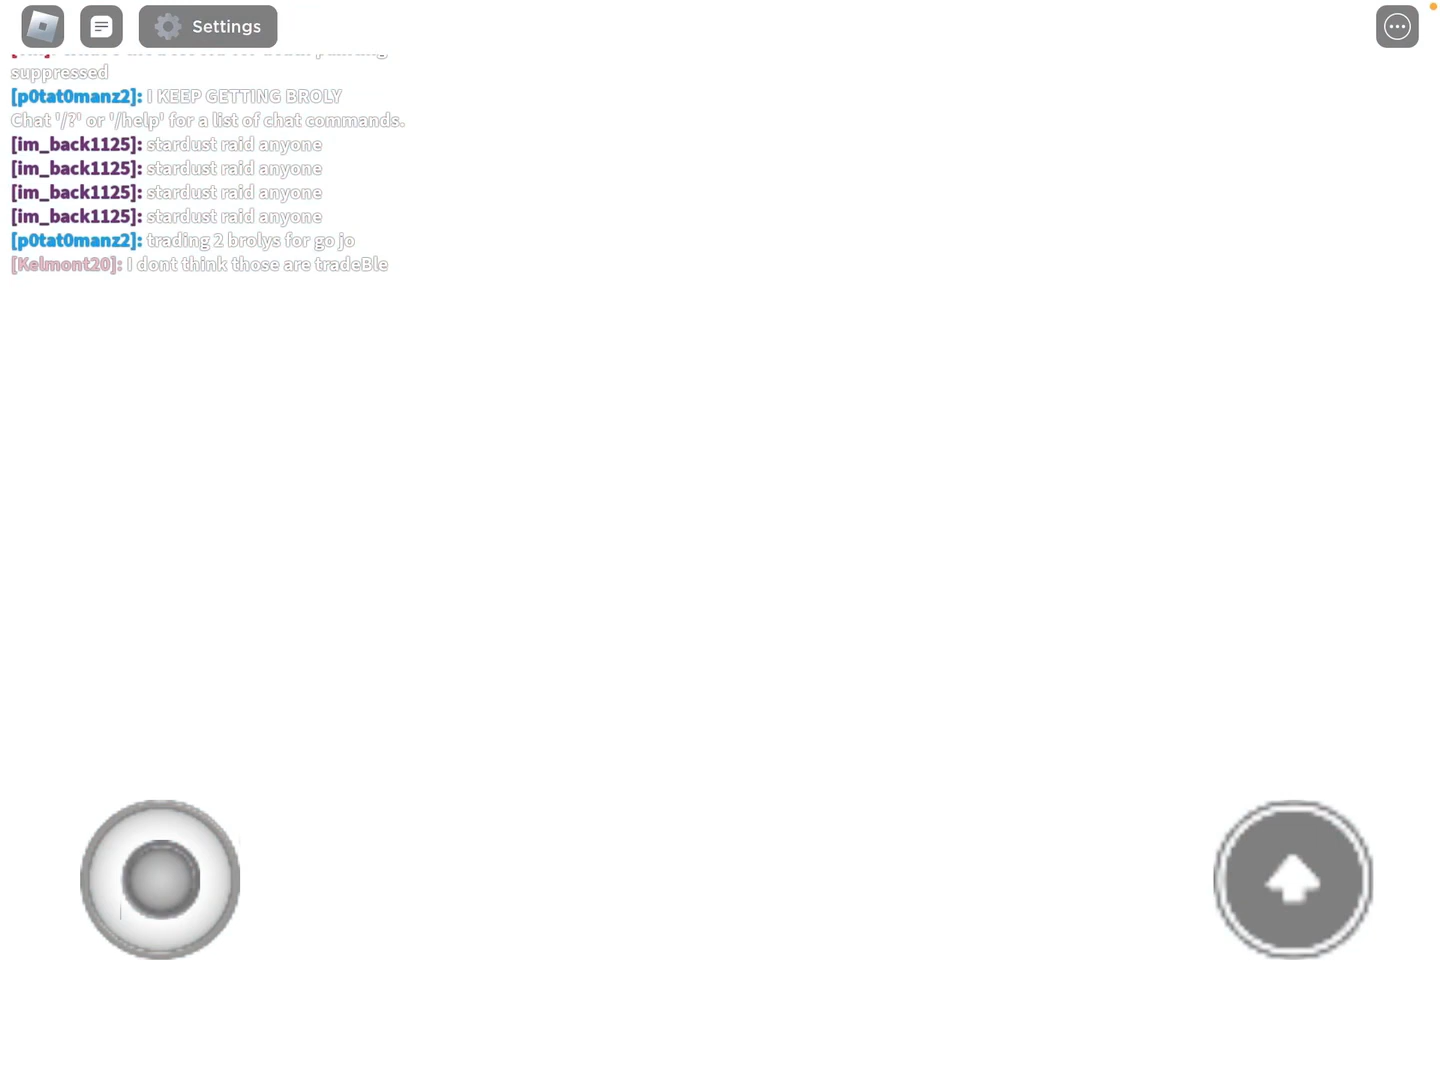 Settings
suppressed
[p0tat0manz2]: I KEEP GETTING BROLY
Chat '/?' or '/help' for a list of chat commands.
[im_back1125]: stardust raid anyone
[im_back1125]: stardust raid anyone
[im_back1125]: stardust raid anyone
[im_back1125]: stardust raid anyone
[p0tat0manz2]: trading 2 brolys for go jo
[Kelmont20]: I dont think those are tradeBle